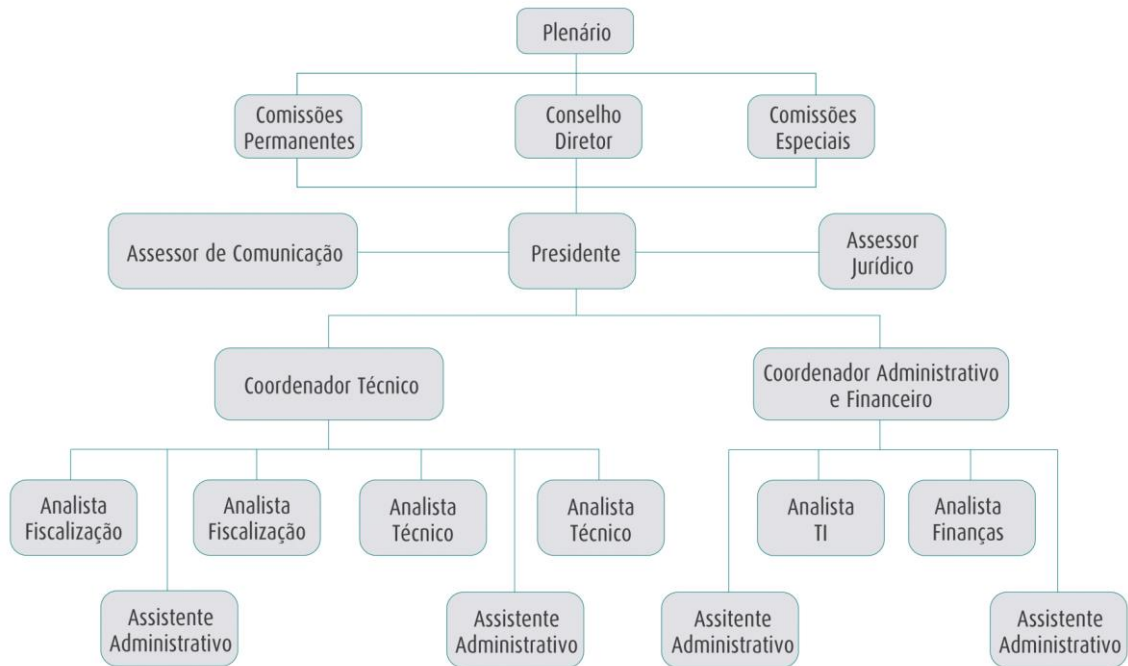 Plenário
Comissões
Permanentes
Conselho
Diretor
Comissões
Especiais
Assessor de Comunicação
Presidente
Assessor
Jurídico
Coordenador Técnico
Coordenador Administrativo
e Financeiro
Analista
Fiscalização
Analista
Fiscalização
Analista
Técnico
Analista
Técnico
Analista
TI
Analista
Finanças
Assistente
Administrativo
Assistente
Administrativo
Assitente
Administrativo
Assistente
Administrativo